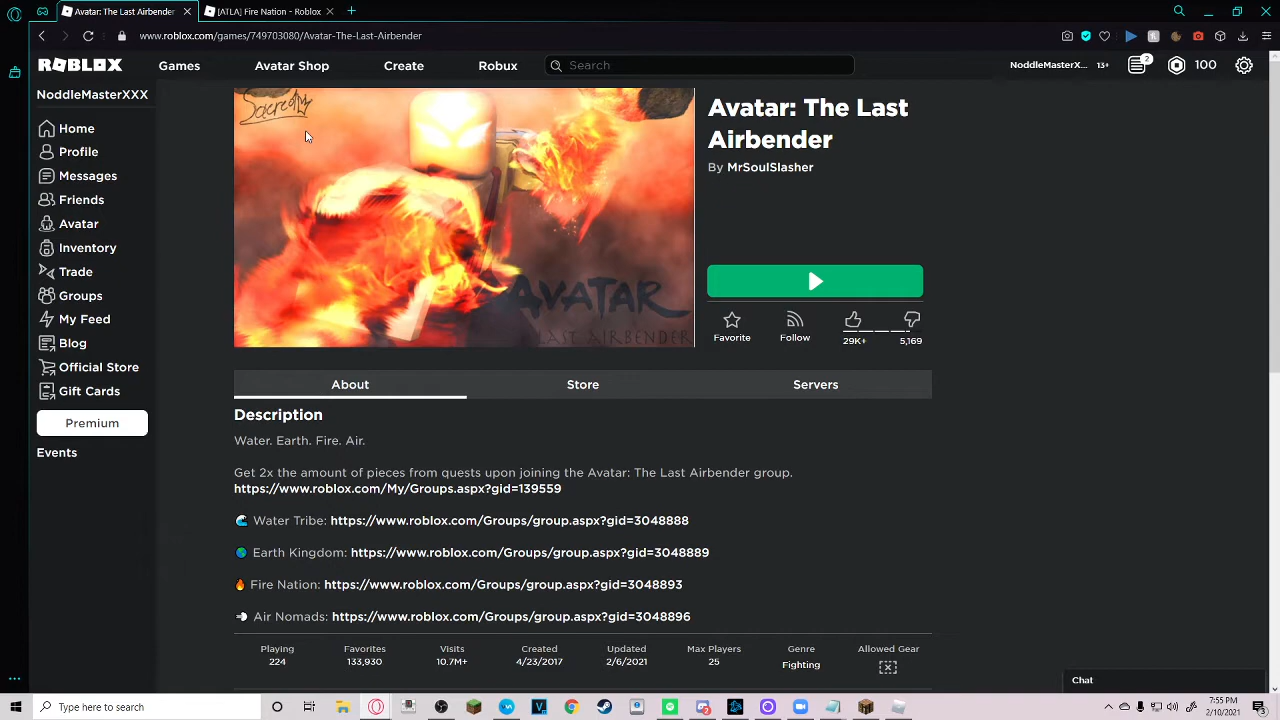 Avatar: The Last Airbender
[ATLA] Fire Nation - Roblox
www.roblox.com/games/749703080/Avatar-The-Last-Airbender
ROBLOX
Games
Avatar Shop
Create
Robux
Search
NoddleMasterX...
13+
2
100
NoddleMasterXXX
Home
Profile
Messages
Friends
Avatar
Inventory
Trade
Groups
My Feed
Blog
Official Store
Gift Cards
Premium
Events
AVATAR
LAST AIRBENDER
Avatar: The Last
Airbender
By MrSoulSlasher
Favorite
Follow
29K+
5,169
About
Store
Servers
Description
Water. Earth. Fire. Air.
Get 2x the amount of pieces from quests upon joining the Avatar: The Last Airbender group.
https://www.roblox.com/My/Groups.aspx?gid=139559
🌊 Water Tribe: https://www.roblox.com/Groups/group.aspx?gid=3048888
🌎 Earth Kingdom: https://www.roblox.com/Groups/group.aspx?gid=3048889
🔥 Fire Nation: https://www.roblox.com/Groups/group.aspx?gid=3048893
💨 Air Nomads: https://www.roblox.com/Groups/group.aspx?gid=3048896
Playing
224
Favorites
133,930
Visits
10.7M+
Created
4/23/2017
Updated
2/6/2021
Max Players
25
Genre
Fighting
Allowed Gear
Chat
Type here to search
7:55 PM
2/10/2021
3